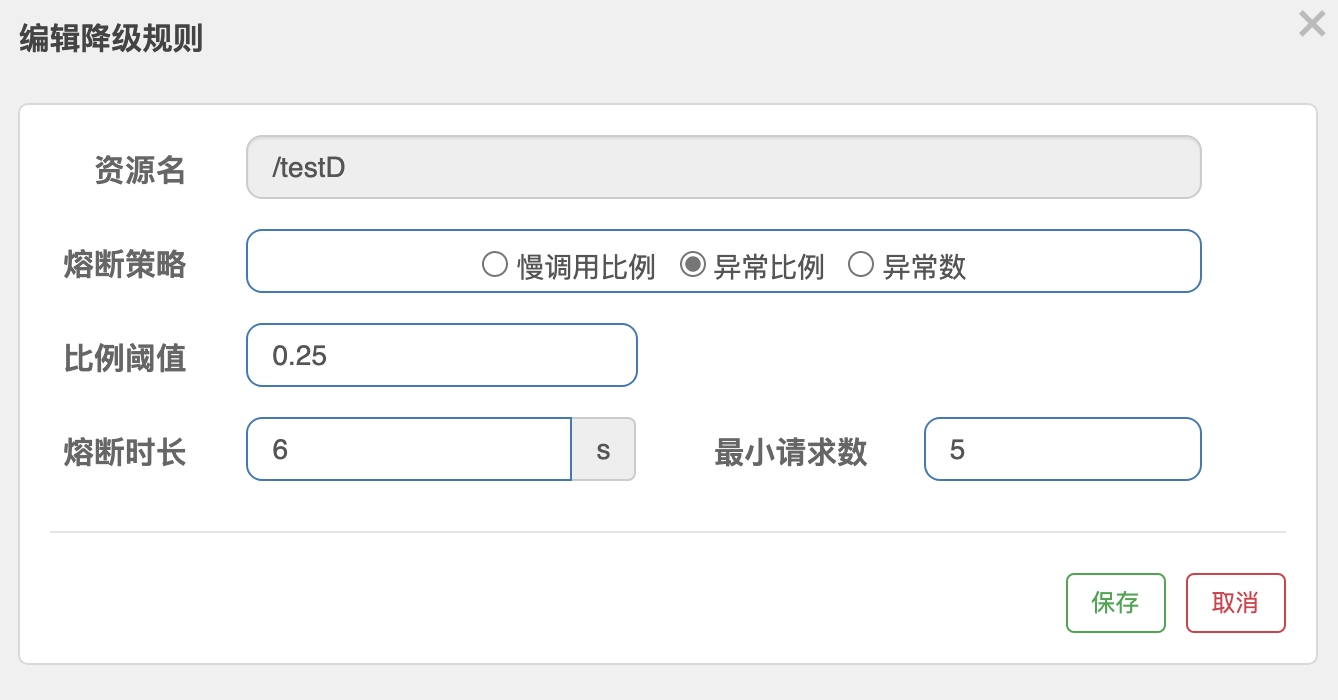 编辑降级规则
资源名 /testD
熔断策略 慢调用比例 异常比例 异常数
比例阈值 0.25
熔断时长 6 s 最小请求数 5
保存 取消